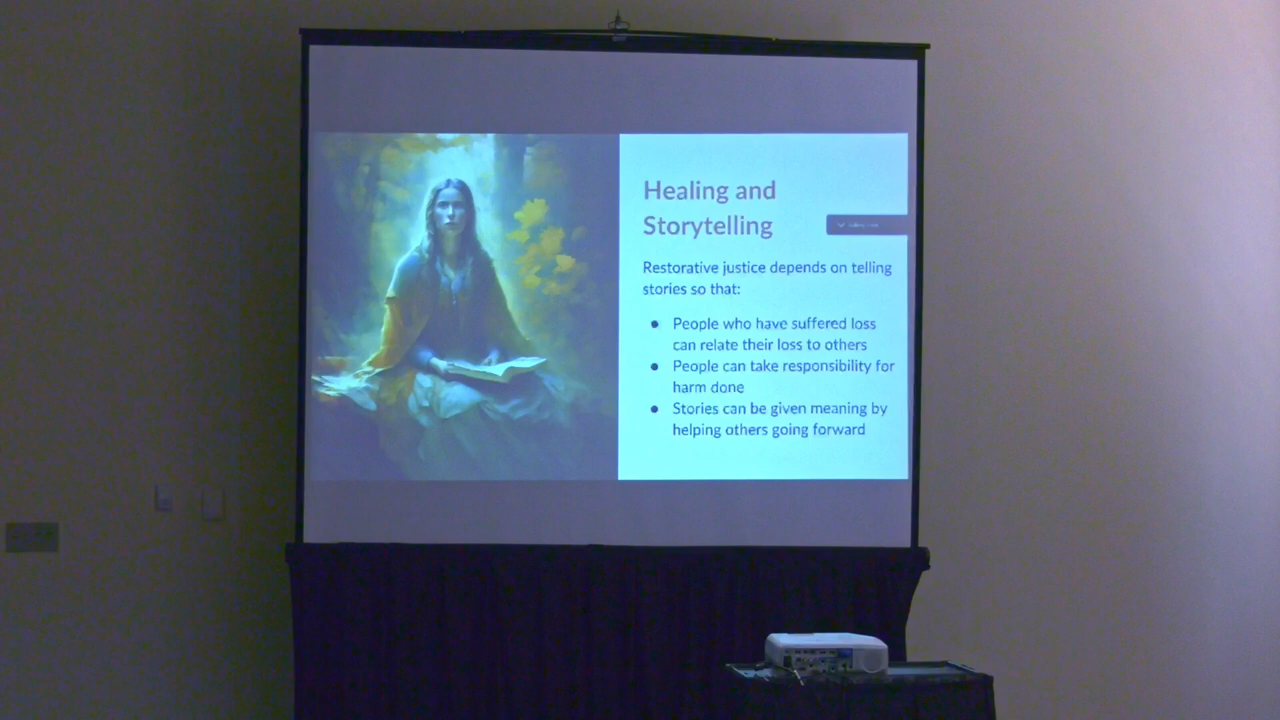 Healing and
Storytelling
Restorative justice depends on telling
stories so that:
● People who have suffered loss
can relate their loss to others
● People can take responsibility for
harm done
● Stories can be given meaning by
helping others going forward